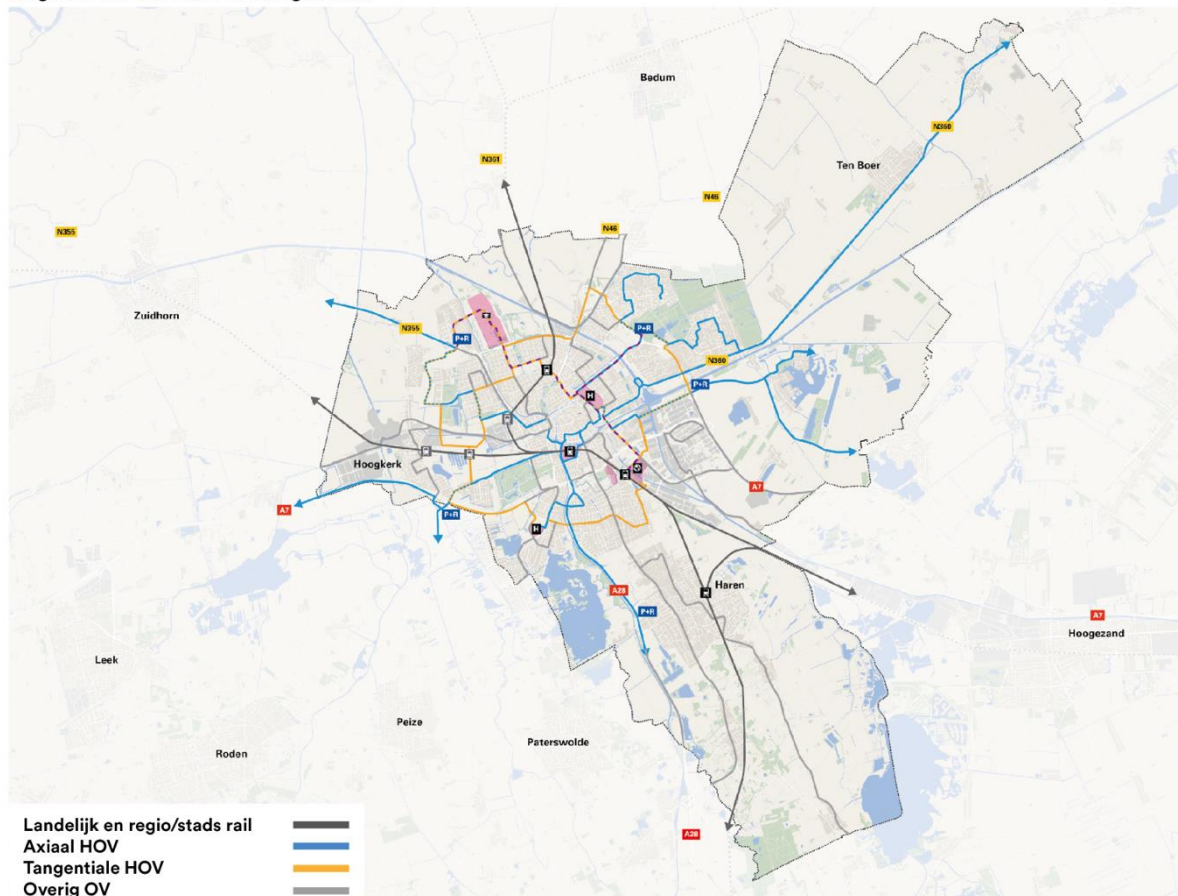 Bedum
N361
N360
Ten Boer
N46
N46
N355
Zuidhorn
N355
P+R
P+R
N360
P+R
H
Hoogkerk
A7
A7
P+R
H
A28
Haren
P+R
A7
Hoogezand
Leek
Peize
Paterswolde
Roden
A28
Landelijk en regio/stads rail
Axiaal HOV
Tangentiale HOV
Overig OV